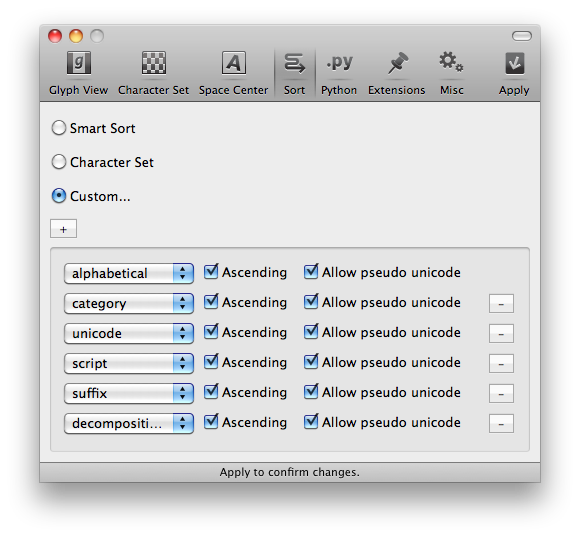 g A .py
Glyph View Character Set Space Center Sort Python Extensions Misc Apply
Smart Sort
Character Set
Custom...
+
alphabetical Ascending Allow pseudo unicode
category Ascending Allow pseudo unicode -
unicode Ascending Allow pseudo unicode -
script Ascending Allow pseudo unicode -
suffix Ascending Allow pseudo unicode -
decompositi... Ascending Allow pseudo unicode -
Apply to confirm changes.